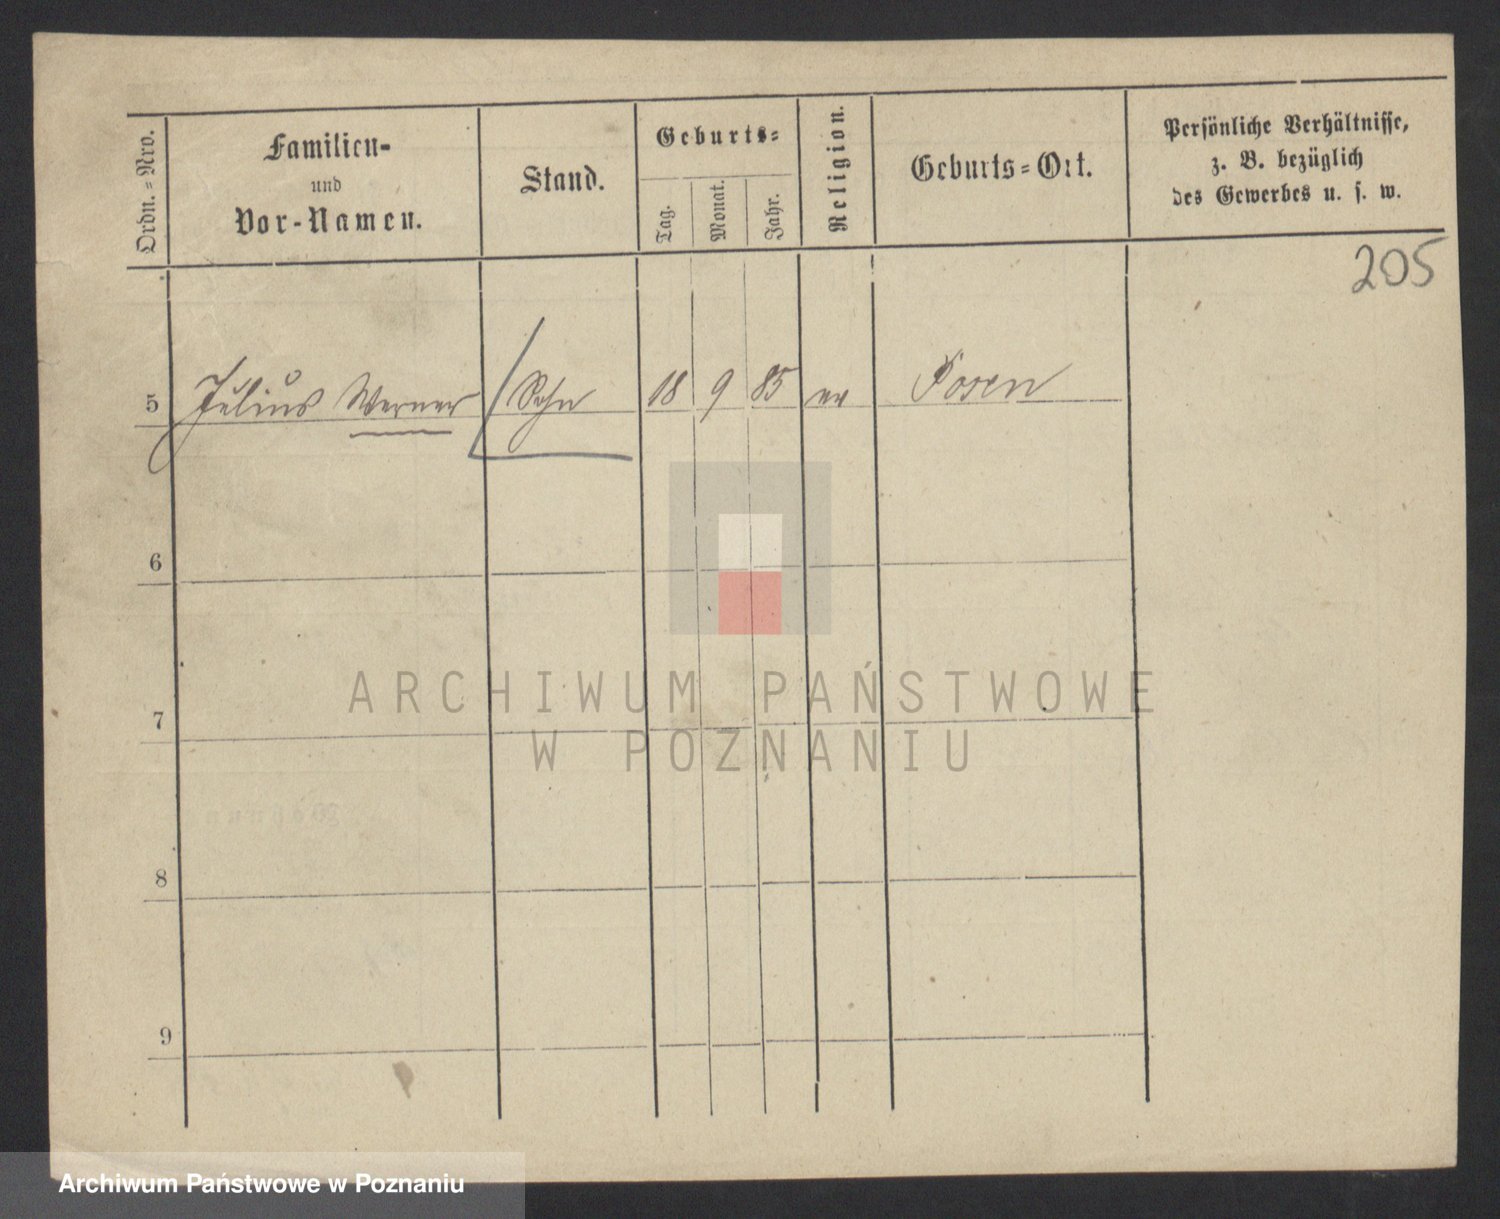 Ordn.=Nro.
Familien-
und
Vor-Namen.
Stand.
Geburts=
Tag.
Monat.
Jahr.
Religion.
Geburts=Ort.
Persönliche Verhältnisse,
z. B. bezüglich
des Gewerbes u. s. w.
205
5 Julius Werner Sohn 18 9 85 ev Posen
6
7
8
9
ARCHIWUM PAŃSTWOWE
W POZNANIU
Archiwum Państwowe w Poznaniu